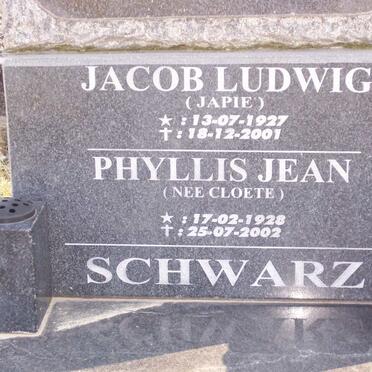 JACOB LUDWIG
( JAPIE )
★ : 13-07-1927
✝ : 18-12-2001
PHYLLIS JEAN
( NEE CLOETE )
★ : 17-02-1928
✝ : 25-07-2002
SCHWARZ